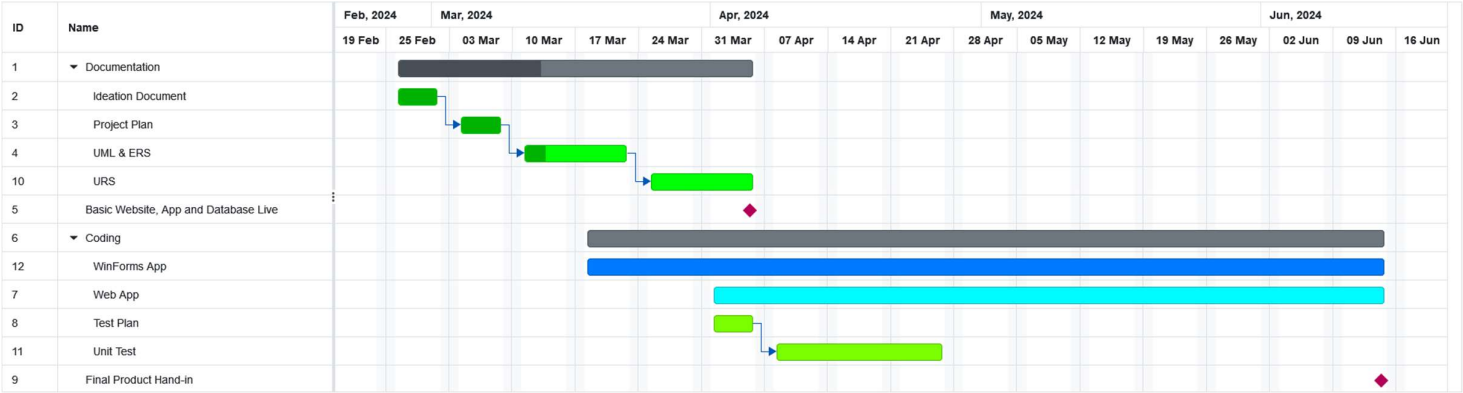 ID Name Feb, 2024 Mar, 2024 Apr, 2024 May, 2024 Jun, 2024
19 Feb 25 Feb 03 Mar 10 Mar 17 Mar 24 Mar 31 Mar 07 Apr 14 Apr 21 Apr 28 Apr 05 May 12 May 19 May 26 May 02 Jun 09 Jun 16 Jun
1 Documentation
2 Ideation Document
3 Project Plan
4 UML & ERS
10 URS
5 Basic Website, App and Database Live
6 Coding
12 WinForms App
7 Web App
8 Test Plan
11 Unit Test
9 Final Product Hand-in